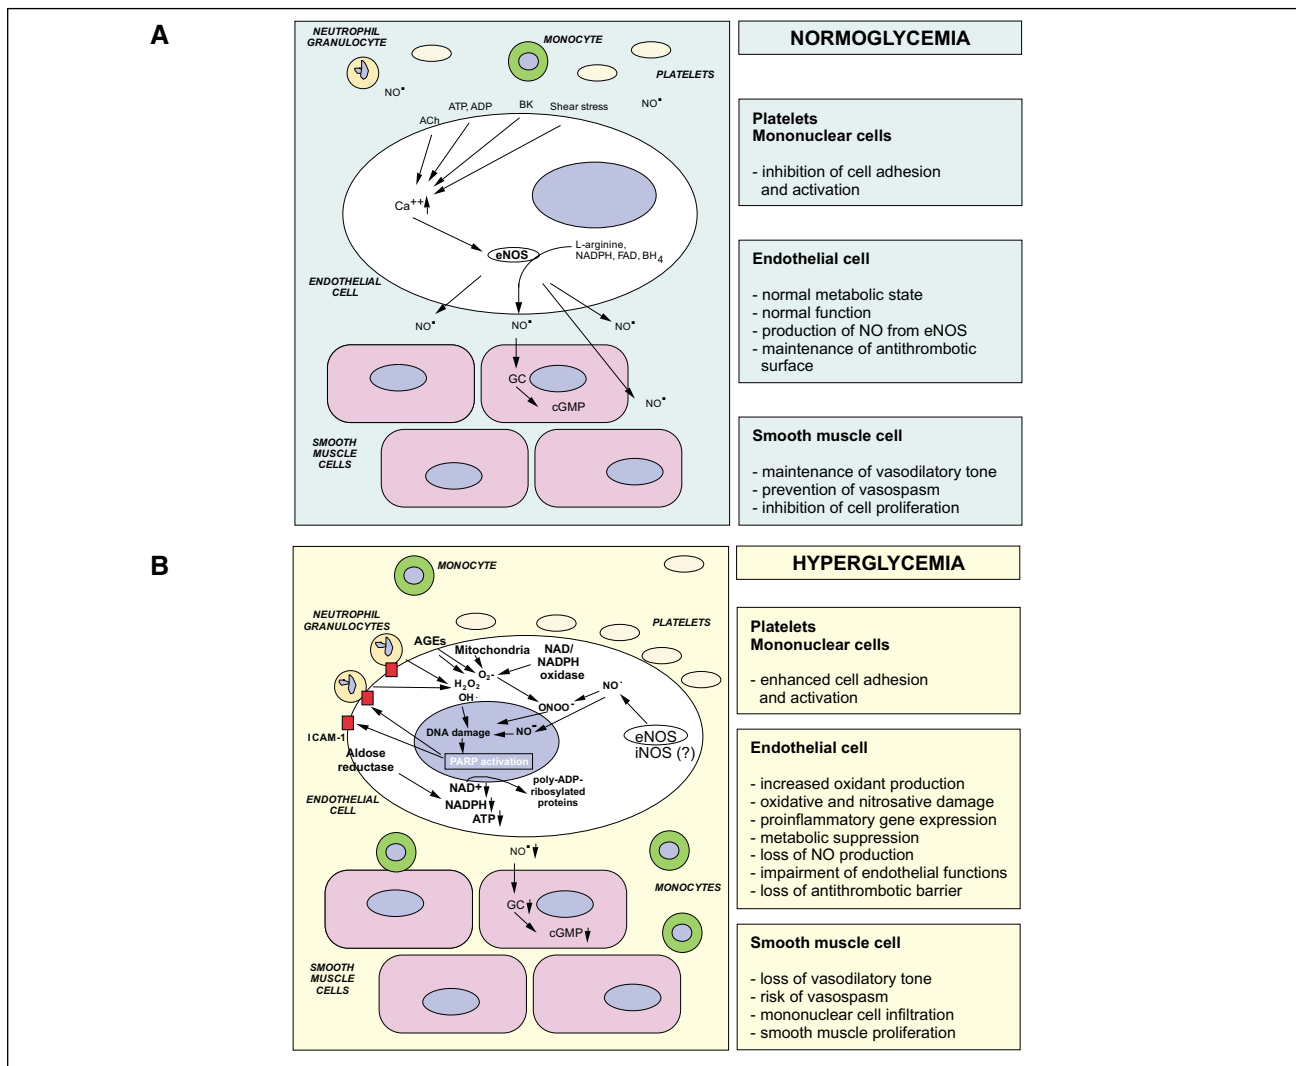 A
NEUTROPHIL
GRANULOCYTE
MONOCYTE
PLATELETS
NO▪
NO▪
ACh
ATP, ADP
BK
Shear stress
Ca++
eNOS
L-arginine,
NADPH, FAD, BH4
ENDOTHELIAL
CELL
NO▪
NO▪
NO▪
GC
cGMP
NO▪
SMOOTH
MUSCLE
CELLS
NORMOGLYCEMIA
Platelets
Mononuclear cells
- inhibition of cell adhesion
and activation
Endothelial cell
- normal metabolic state
- normal function
- production of NO from eNOS
- maintenance of antithrombotic
surface
Smooth muscle cell
- maintenance of vasodilatory tone
- prevention of vasospasm
- inhibition of cell proliferation
B
MONOCYTE
NEUTROPHIL
GRANULOCYTES
PLATELETS
AGEs
Mitochondria
NAD/
NADPH
oxidase
O2-
H2O2
OH·
NO·
ONOO-
DNA damage
NO-
eNOS
iNOS (?)
ICAM-1
PARP activation
Aldose
reductase
NAD+
NADPH
ATP
poly-ADP-
ribosylated
proteins
ENDOTHELIAL
CELL
NO▪
GC
cGMP
MONOCYTES
SMOOTH
MUSCLE
CELLS
HYPERGLYCEMIA
Platelets
Mononuclear cells
- enhanced cell adhesion
and activation
Endothelial cell
- increased oxidant production
- oxidative and nitrosative damage
- proinflammatory gene expression
- metabolic suppression
- loss of NO production
- impairment of endothelial functions
- loss of antithrombotic barrier
Smooth muscle cell
- loss of vasodilatory tone
- risk of vasospasm
- mononuclear cell infiltration
- smooth muscle proliferation